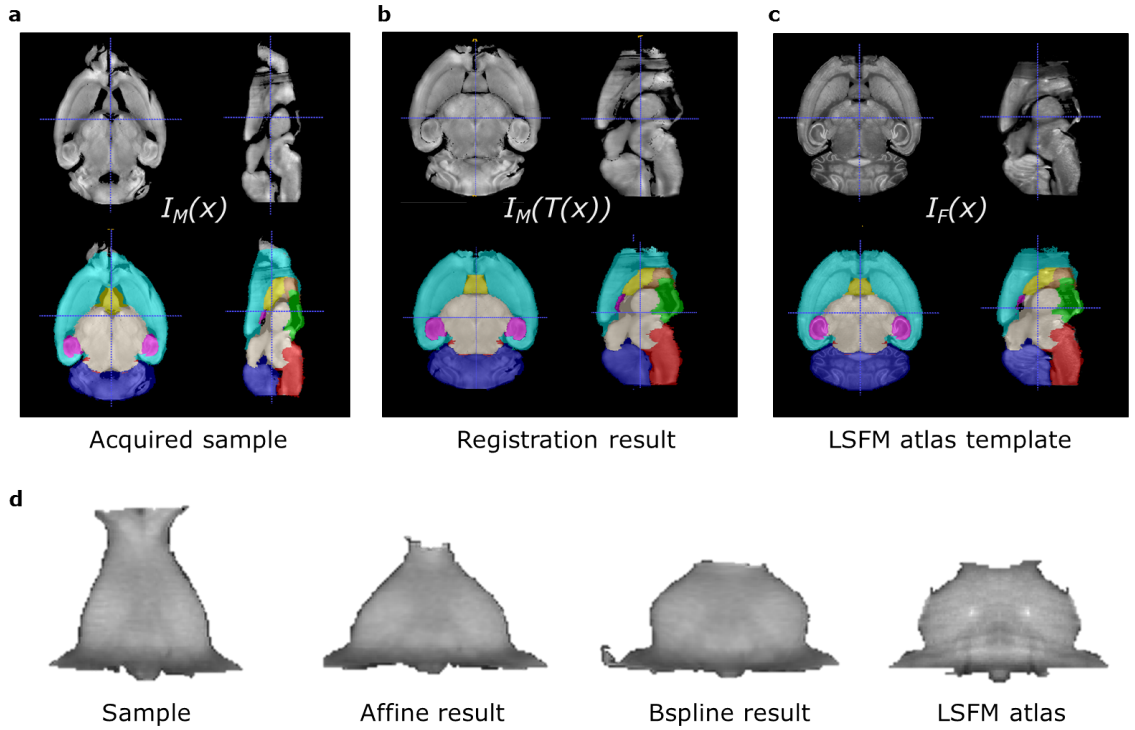 a
b
c
I_M(x)
I_M(T(x))
I_F(x)
Acquired sample
Registration result
LSFM atlas template
d
Sample
Affine result
Bspline result
LSFM atlas